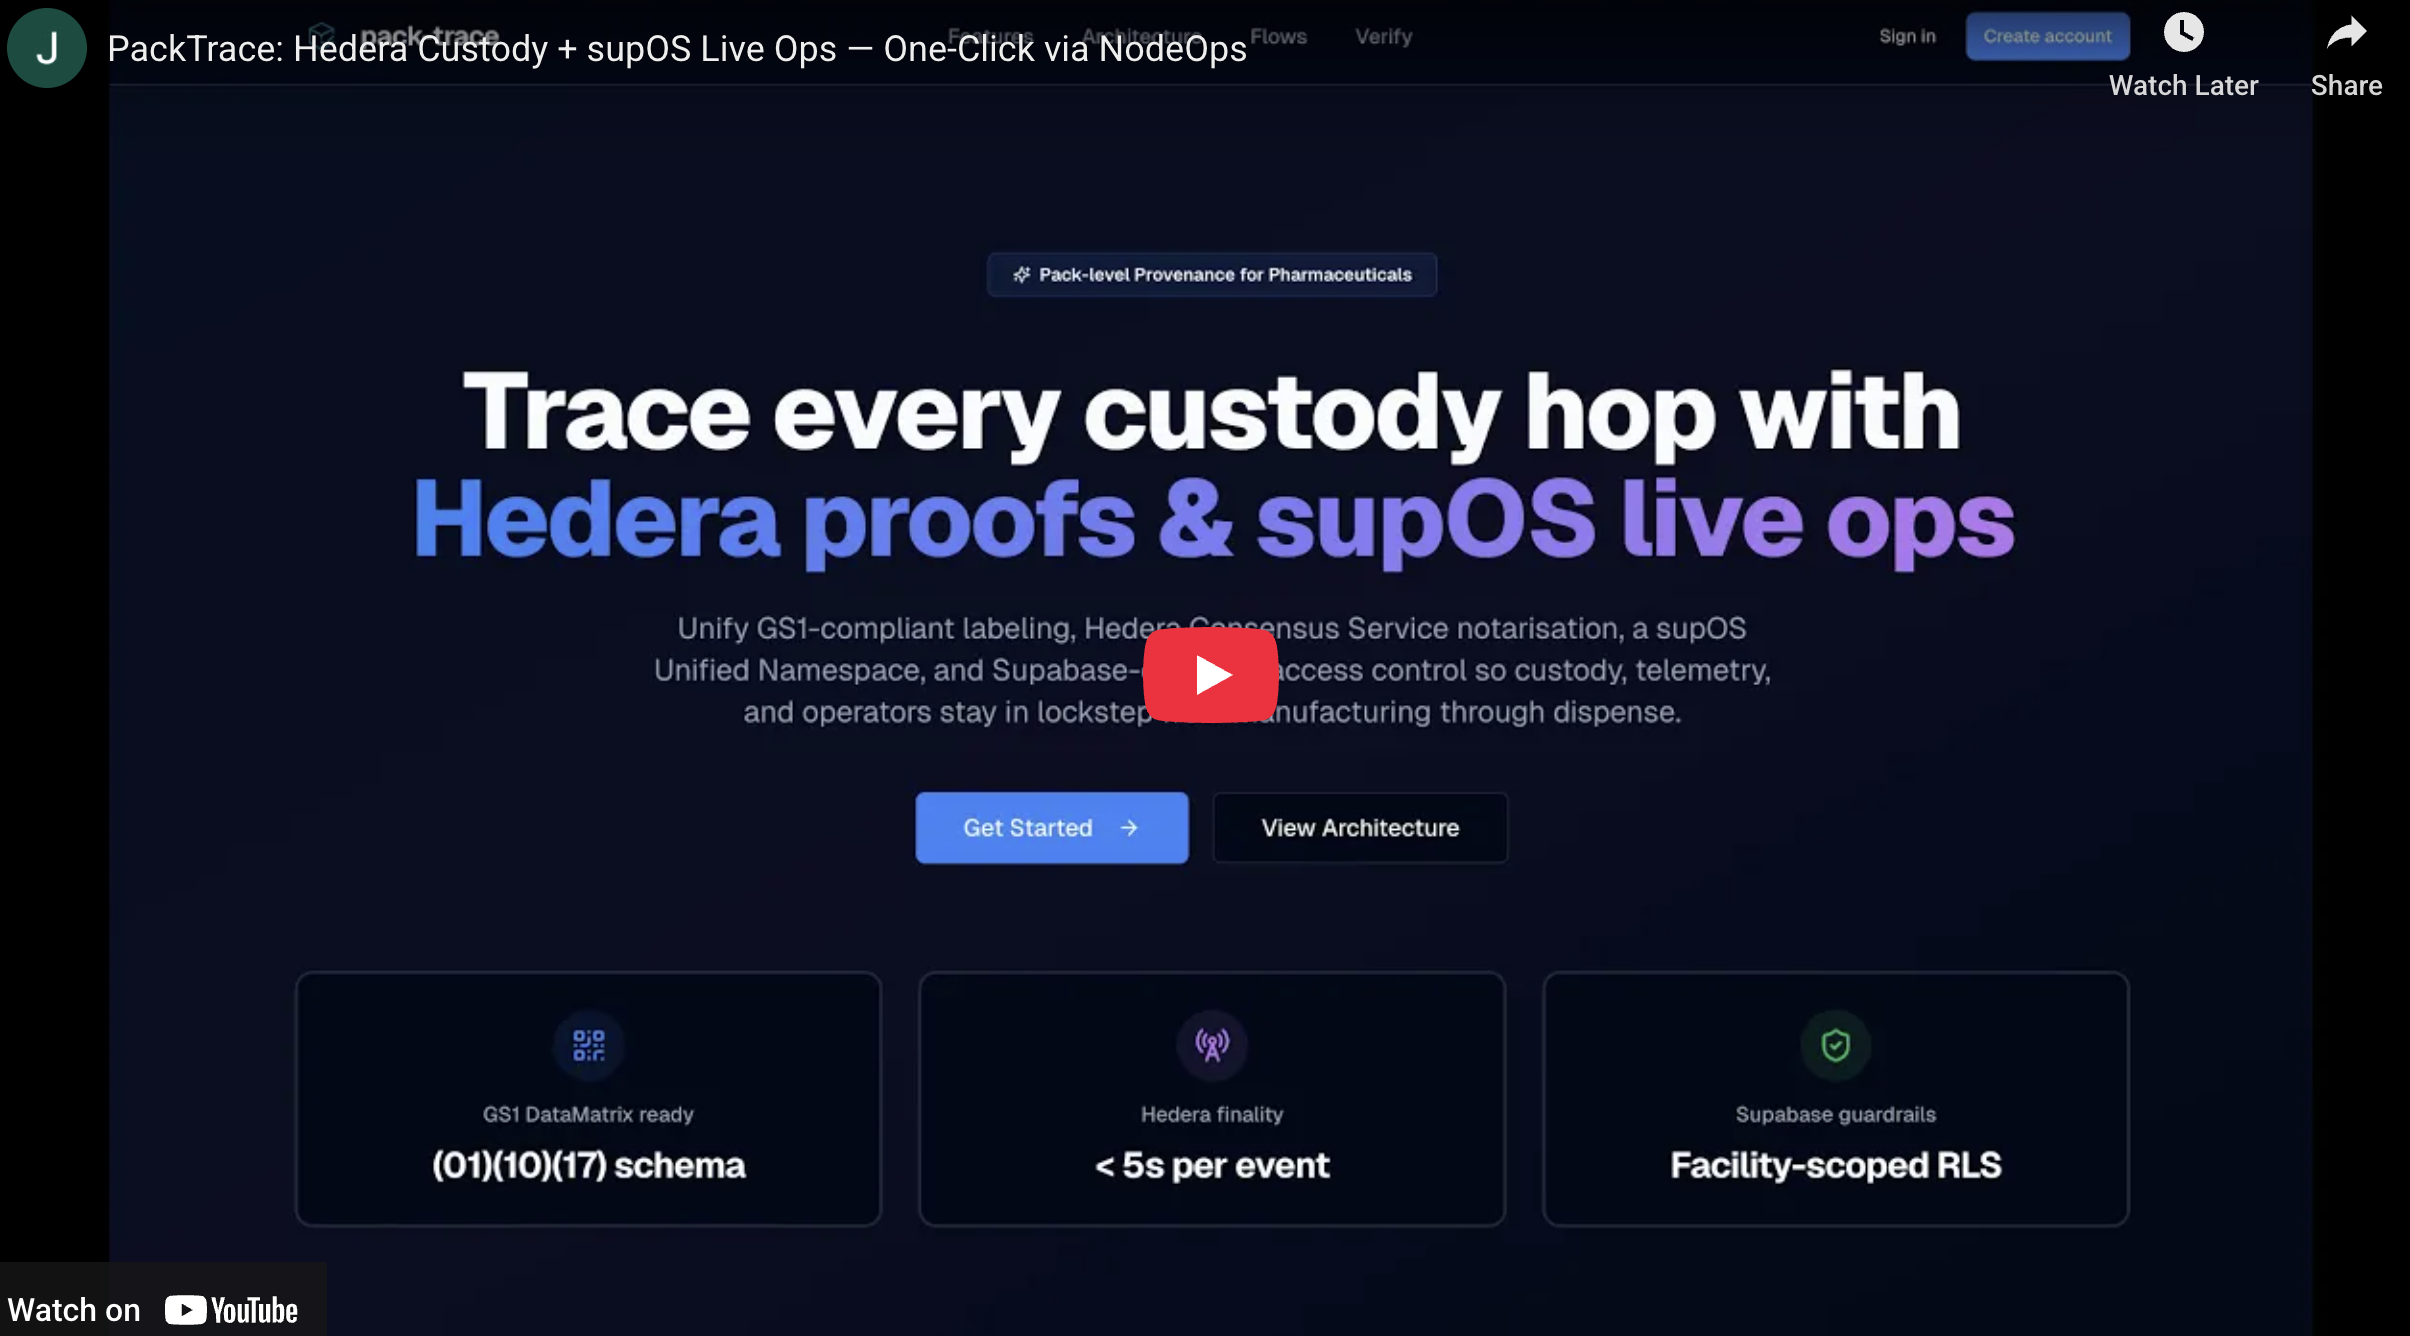 J
PackTrace: Hedera Custody + supOS Live Ops — One-Click via NodeOps
pack-trace
Features Architecture Flows Verify
Sign in
Create account
Watch Later
Share
Pack-level Provenance for Pharmaceuticals
Trace every custody hop with
Hedera proofs & supOS live ops
Unify GS1-compliant labeling, Hedera Consensus Service notarisation, a supOS
Unified Namespace, and Supabase- access control so custody, telemetry,
and operators stay in lockstep manufacturing through dispense.
Get Started →
View Architecture
GS1 DataMatrix ready
(01)(10)(17) schema
Hedera finality
< 5s per event
Supabase guardrails
Facility-scoped RLS
Watch on YouTube